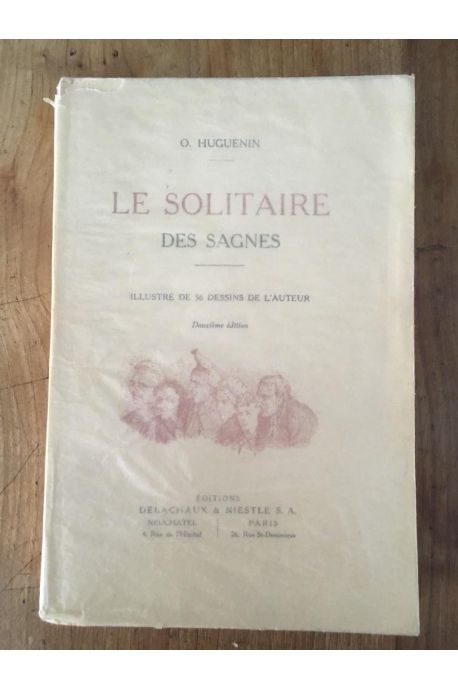 O. HUGUENIN
LE SOLITAIRE
DES SAGNES
ILLUSTRÉ DE 56 DESSINS DE L'AUTEUR
Deuxième édition
ÉDITIONS
DELACHAUX & NIESTLÉ S. A.
NEUCHATEL PARIS
4, Rue de l'Hôpital 26, Rue St-Dominique